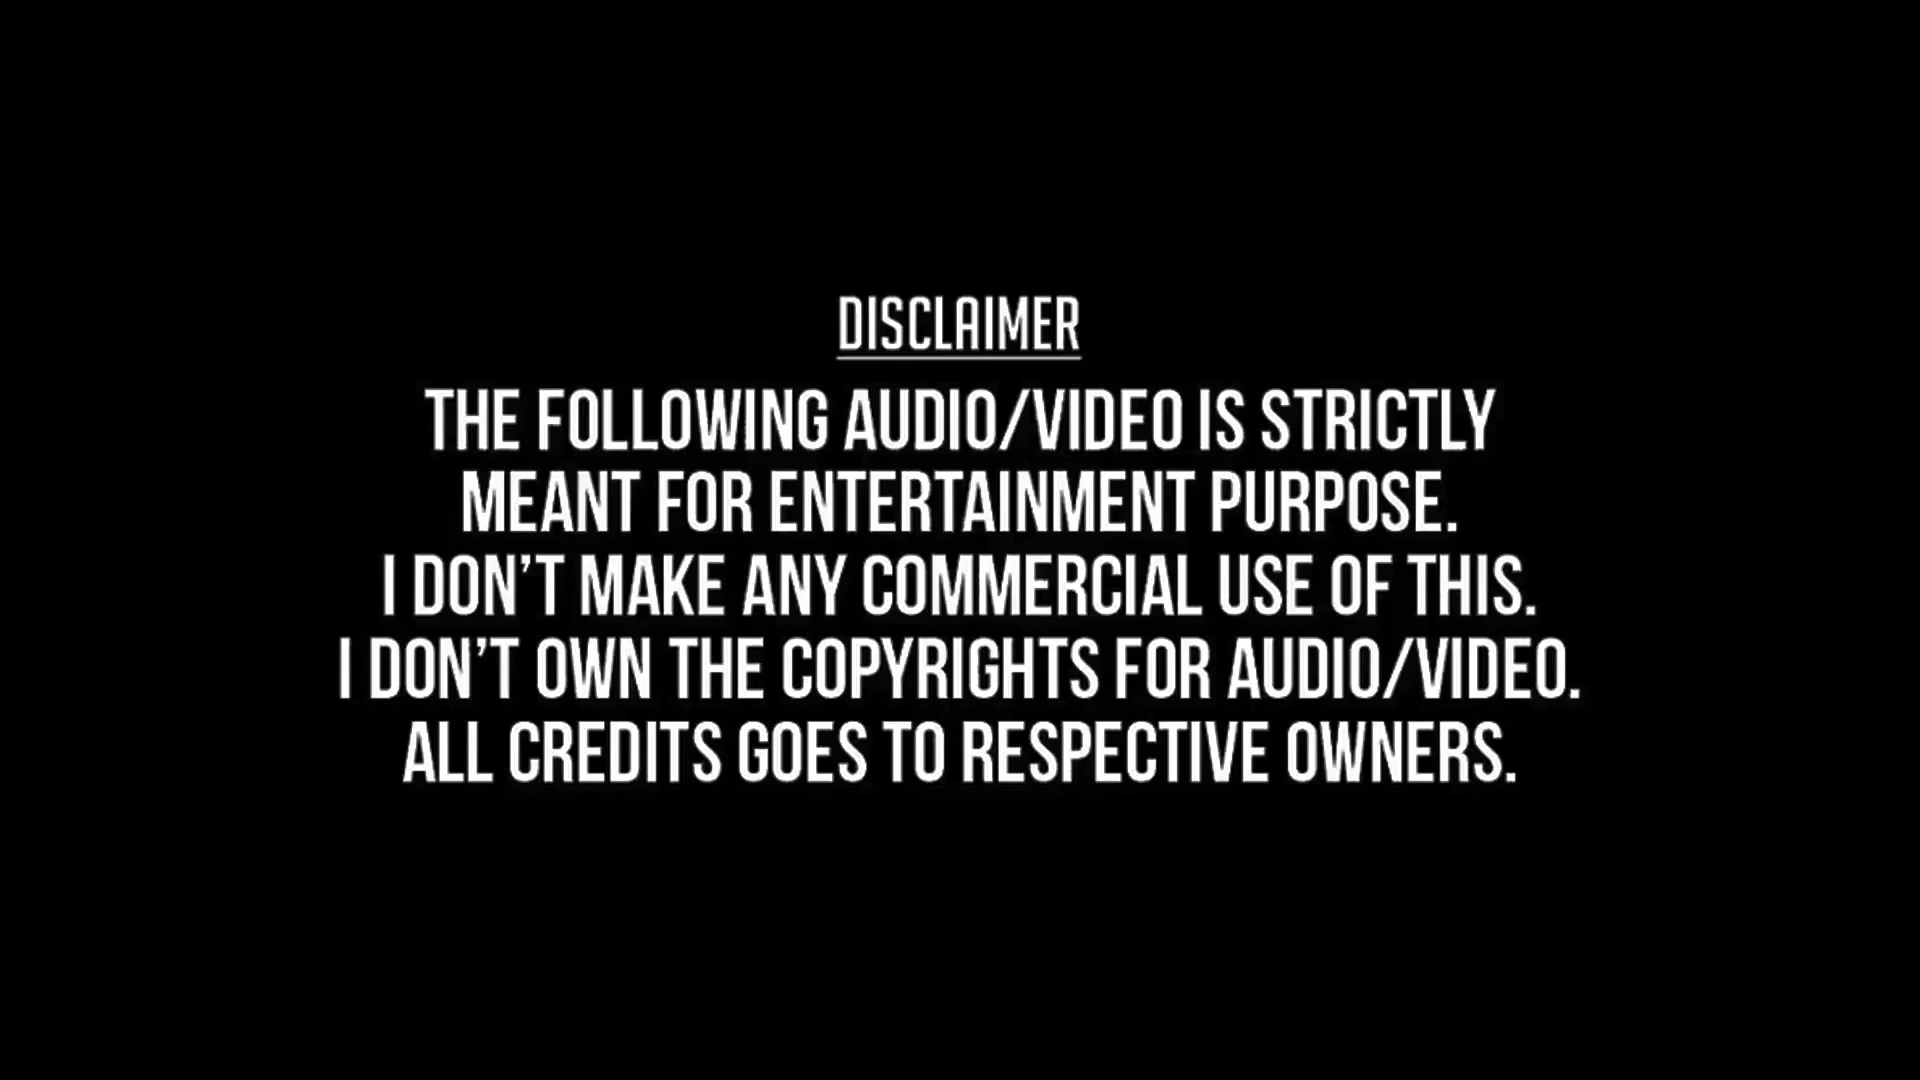 DISCLAIMER
THE FOLLOWING AUDIO/VIDEO IS STRICTLY
MEANT FOR ENTERTAINMENT PURPOSE.
I DON’T MAKE ANY COMMERCIAL USE OF THIS.
I DON’T OWN THE COPYRIGHTS FOR AUDIO/VIDEO.
ALL CREDITS GOES TO RESPECTIVE OWNERS.